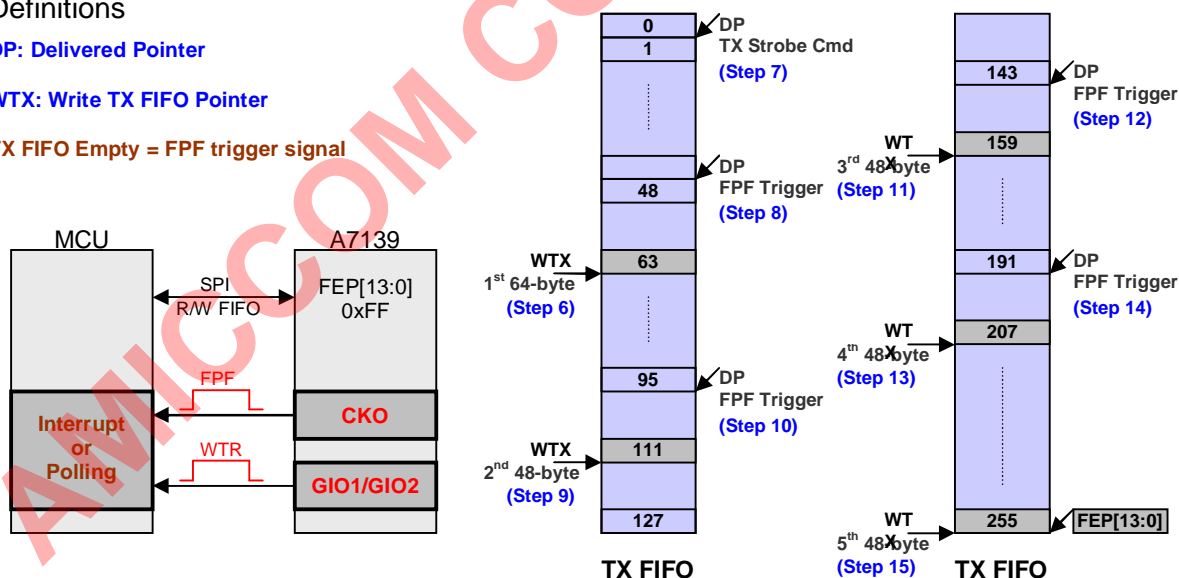 Definitions
DP: Delivered Pointer
WTX: Write TX FIFO Pointer
TX FIFO Empty = FPF trigger signal
MCU
A7139
SPI
R/W FIFO
FEP[13:0]
0xFF
FPF
CKO
Interrupt
or
Polling
WTR
GIO1/GIO2
0
1
DP
TX Strobe Cmd
(Step 7)
DP
48
FPF Trigger
(Step 8)
WTX
63
1st 64-byte
(Step 6)
95
DP
FPF Trigger
(Step 10)
WTX
111
2nd 48-byte
(Step 9)
127
TX FIFO
143
DP
FPF Trigger
(Step 12)
WTX
159
3rd 48-byte
(Step 11)
191
DP
FPF Trigger
(Step 14)
WTX
207
4th 48-byte
(Step 13)
WTX
255
FEP[13:0]
5th 48-byte
(Step 15)
TX FIFO
AMICCOM CO